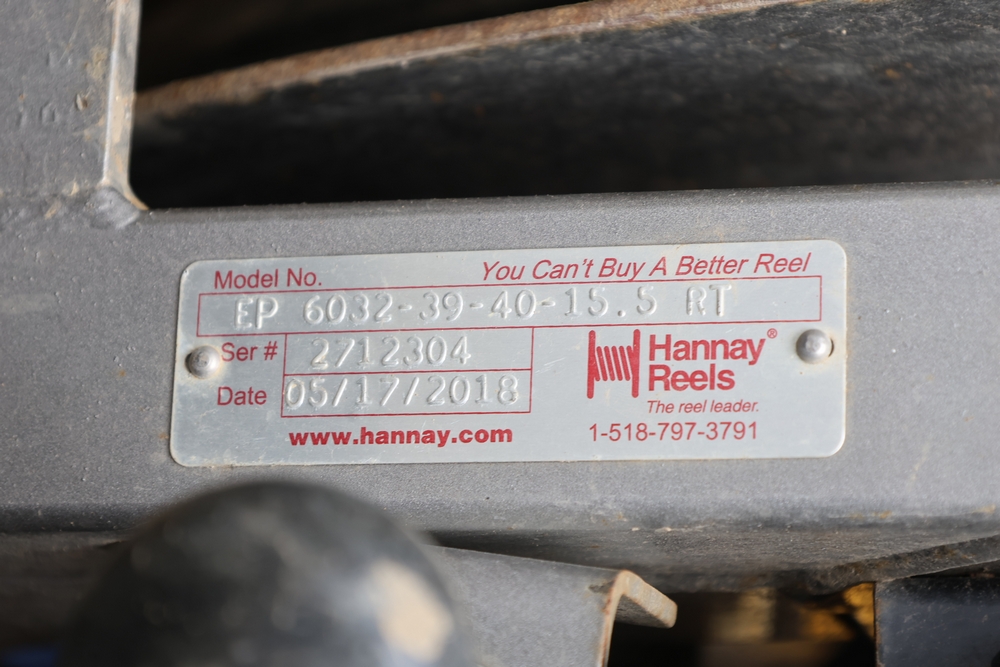 Model No.
You Can't Buy A Better Reel
EP 6032-39-40-15.5 RT
Ser # 2712304
Date 05/17/2018
Hannay®
Reels
The reel leader.
www.hannay.com
1-518-797-3791